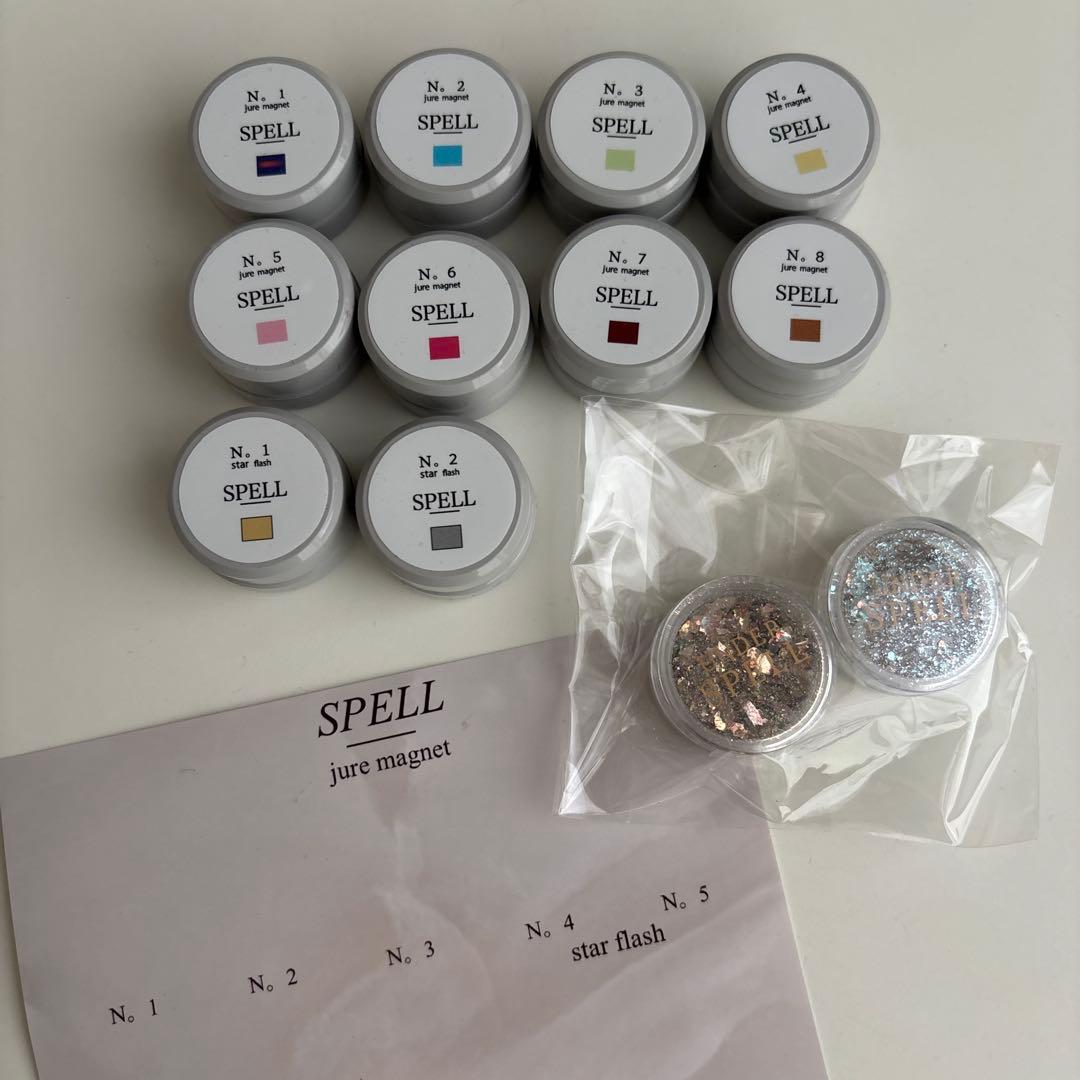 N。1
jure magnet
SPELL
N。2
jure magnet
SPELL
N。3
jure magnet
SPELL
N。4
jure magnet
SPELL
N。5
jure magnet
SPELL
N。6
jure magnet
SPELL
N。7
jure magnet
SPELL
N。8
jure magnet
SPELL
N。1
star flash
SPELL
N。2
star flash
SPELL
UNDER
SPELL
SPELL
SPELL
jure magnet
N。1
N。2
N。3
N。4
N。5
star flash